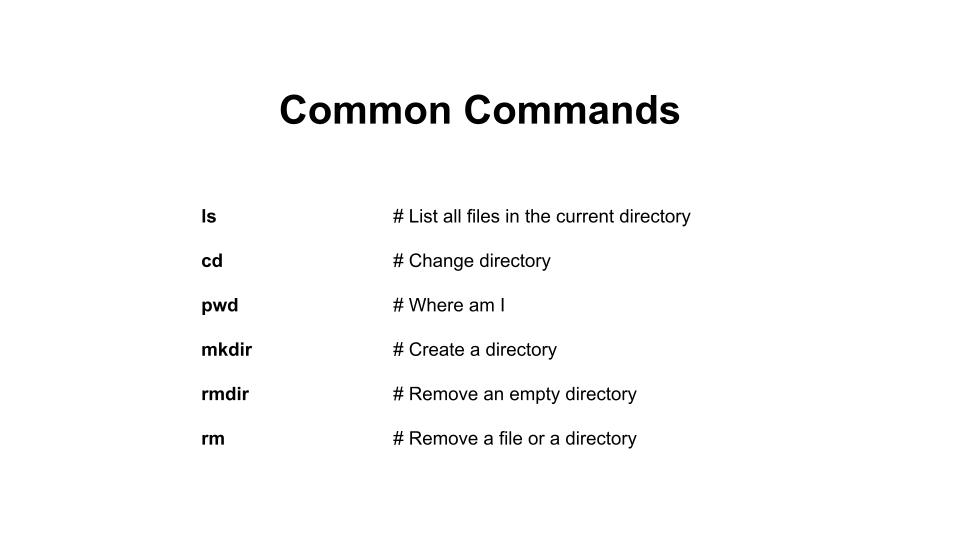 Common Commands
ls # List all files in the current directory
cd # Change directory
pwd # Where am I
mkdir # Create a directory
rmdir # Remove an empty directory
rm # Remove a file or a directory